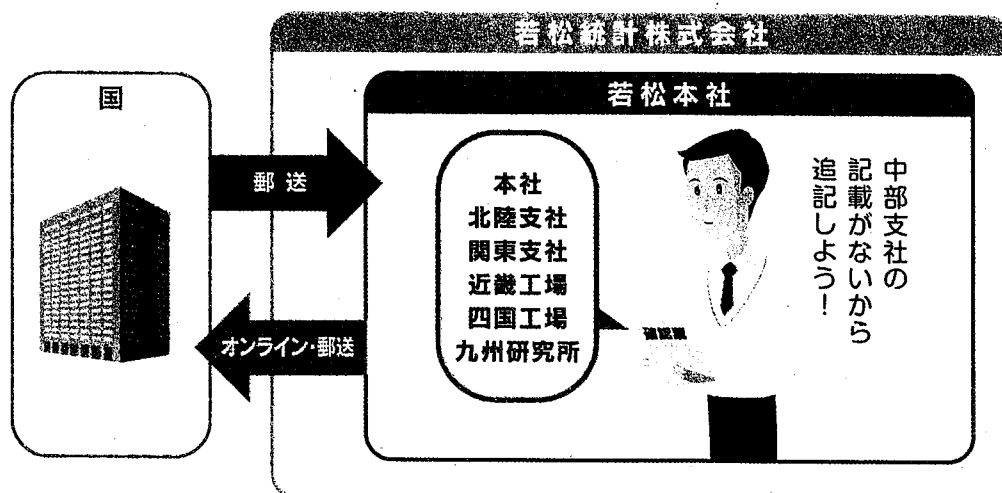 若松統計株式会社
国
若松本社
郵送
本社
北陸支社
関東支社
近畿工場
四国工場
九州研究所
中部支社の
記載がないから
追記しよう！
確認票
オンライン・郵送